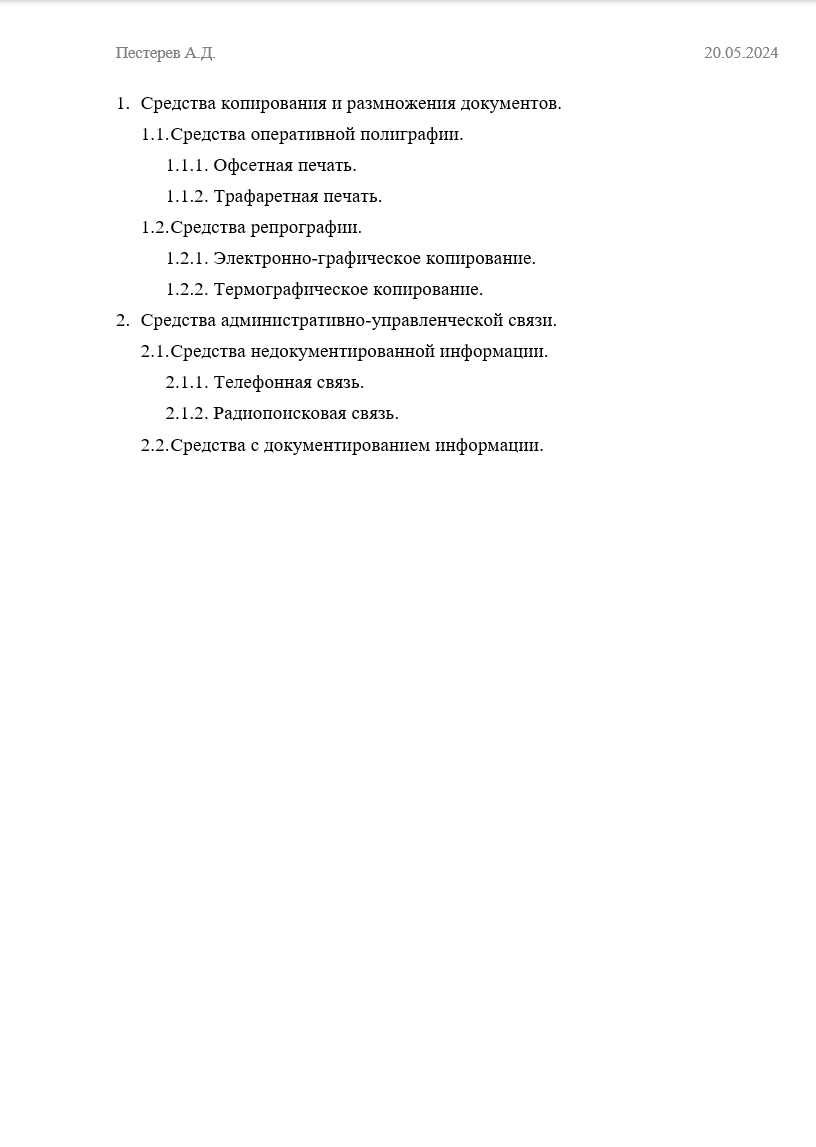 Пестерев А.Д. 20.05.2024
1. Средства копирования и размножения документов.
1.1.Средства оперативной полиграфии.
1.1.1. Офсетная печать.
1.1.2. Трафаретная печать.
1.2.Средства репрографии.
1.2.1. Электронно-графическое копирование.
1.2.2. Термографическое копирование.
2. Средства административно-управленческой связи.
2.1.Средства недокументированной информации.
2.1.1. Телефонная связь.
2.1.2. Радиопоисковая связь.
2.2.Средства с документированием информации.